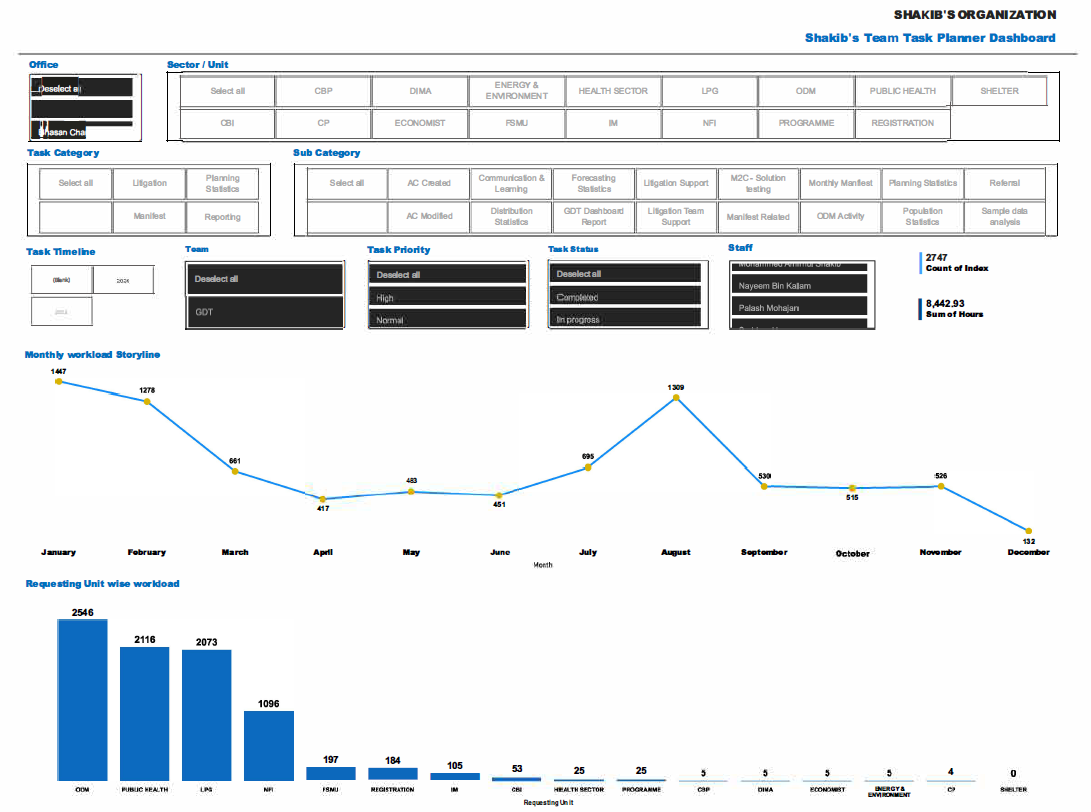 SHAKIB'S ORGANIZATION
Shakib's Team Task Planner Dashboard
Office
Sector / Unit
Deselect all
Select all
CBP
DIMA
ENERGY &
ENVIRONMENT
HEALTH SECTOR
LPG
ODM
PUBLIC HEALTH
SHELTER
Bhasan Char
CBI
CP
ECONOMIST
FSMU
IM
NFI
PROGRAMME
REGISTRATION
Task Category
Sub Category
Select all
Litigation
Planning
Statistics
Manifest
Reporting
Select all
AC Created
Communication &
Learning
Forecasting
Statistics
Litigation Support
M2C - Solution
testing
Monthly Manifest
Planning Statistics
Referral
AC Modified
Distribution
Statistics
GDT Dashboard
Report
Litigation Team
Support
Manifest Related
ODM Activity
Population
Statistics
Sample data
analysis
Task Timeline
Team
Task Priority
Task Status
Staff
(Blank)
Deselect all
GDT
Deselect all
High
Normal
Deselect all
Completed
In progress
Nayeem Bin Kalam
Palash Mohajan
2747
Count of Index
8,442.93
Sum of Hours
Monthly workload Storyline
1447
1278
661
417
483
451
695
1309
530
515
526
132
January
February
March
April
May
June
July
August
September
October
November
December
Month
Requesting Unit wise workload
2546
2116
2073
1096
197
184
105
53
25
25
5
5
5
5
4
0
ODM
PUBLIC HEALTH
LPG
NFI
FSMU
REGISTRATION
IM
CBI
HEALTH SECTOR
PROGRAMME
CBP
DIMA
ECONOMIST
ENERGY &
ENVIRONMENT
CP
SHELTER
Requesting Unit